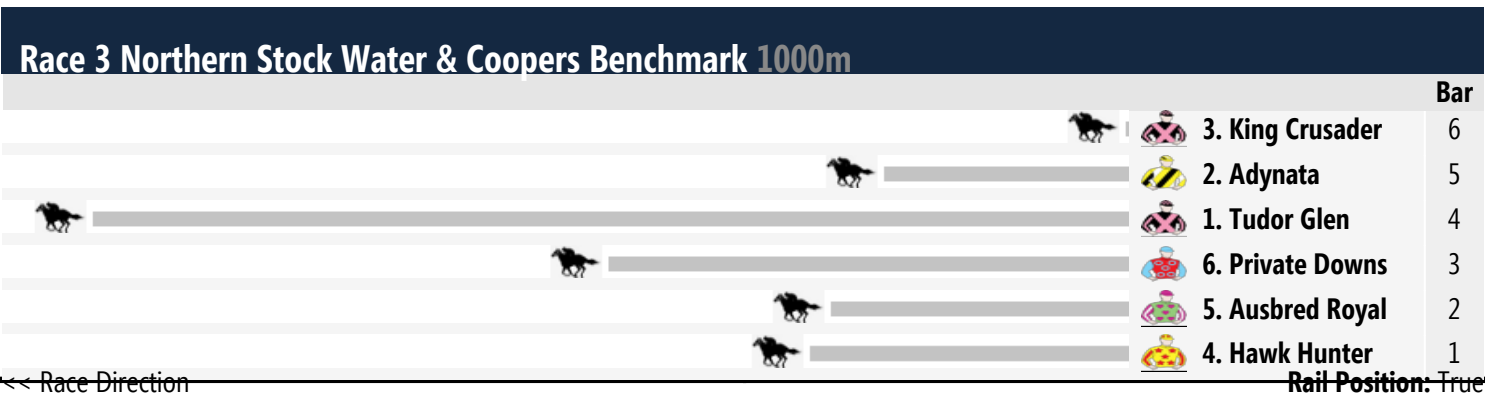 Race 3 Northern Stock Water & Coopers Benchmark 1000m
Bar
3. King Crusader 6
2. Adynata 5
1. Tudor Glen 4
6. Private Downs 3
5. Ausbred Royal 2
4. Hawk Hunter 1
<< Race Direction Rail Position: True